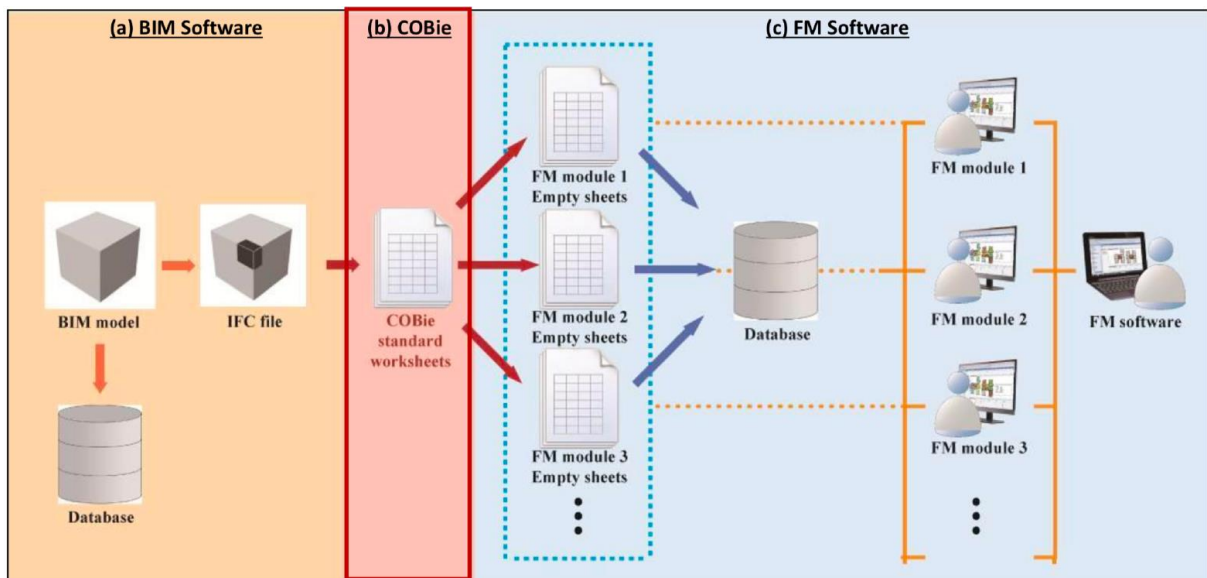 (a) BIM Software
(b) COBie
(c) FM Software
BIM model
IFC file
Database
COBie
standard
worksheets
FM module 1
Empty sheets
FM module 2
Empty sheets
FM module 3
Empty sheets
Database
FM module 1
FM module 2
FM module 3
FM software